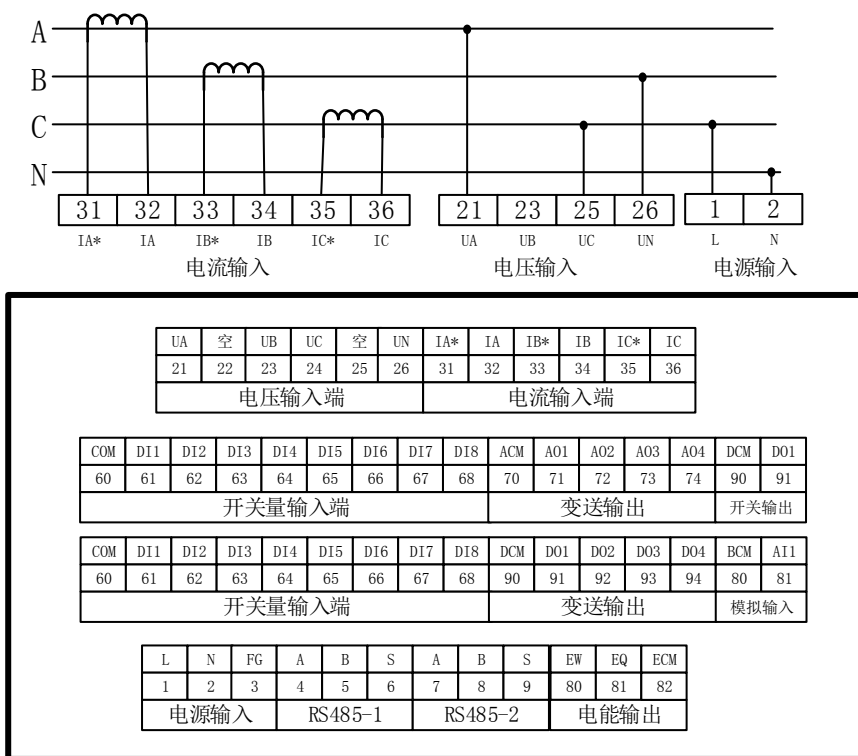 A
B
C
N
31 32 33 34 35 36 21 23 25 26 1 2
IA* IA IB* IB IC* IC UA UB UC UN L N
电流输入 电压输入 电源输入
UA 空 UB UC 空 UN IA* IA IB* IB IC* IC
21 22 23 24 25 26 31 32 33 34 35 36
电压输入端 电流输入端
COM DI1 DI2 DI3 DI4 DI5 DI6 DI7 DI8 ACM AO1 AO2 AO3 AO4 DCM DO1
60 61 62 63 64 65 66 67 68 70 71 72 73 74 90 91
开关量输入端 变送输出 开关输出
COM DI1 DI2 DI3 DI4 DI5 DI6 DI7 DI8 DCM DO1 DO2 DO3 DO4 BCM AI1
60 61 62 63 64 65 66 67 68 90 91 92 93 94 80 81
开关量输入端 变送输出 模拟输入
L N FG A B S A B S EW EQ ECM
1 2 3 4 5 6 7 8 9 80 81 82
电源输入 RS485-1 RS485-2 电能输出